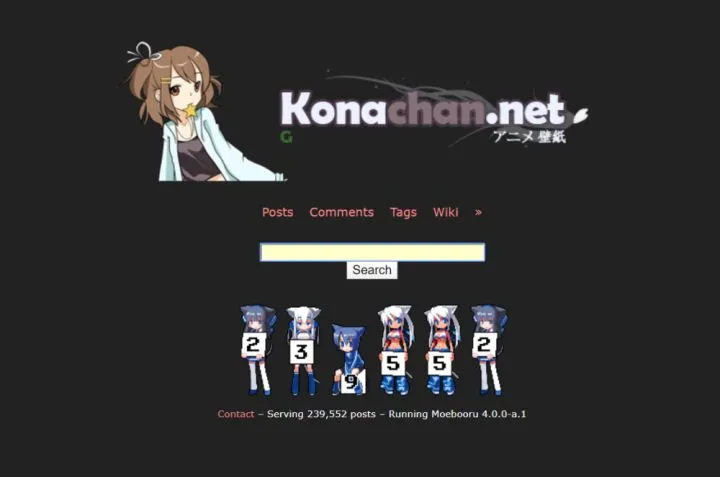 Konachan.net
G
アニメ壁紙
Posts Comments Tags Wiki »
Search
2 3 9 5 5 2
Contact – Serving 239,552 posts – Running Moebooru 4.0.0-a.1